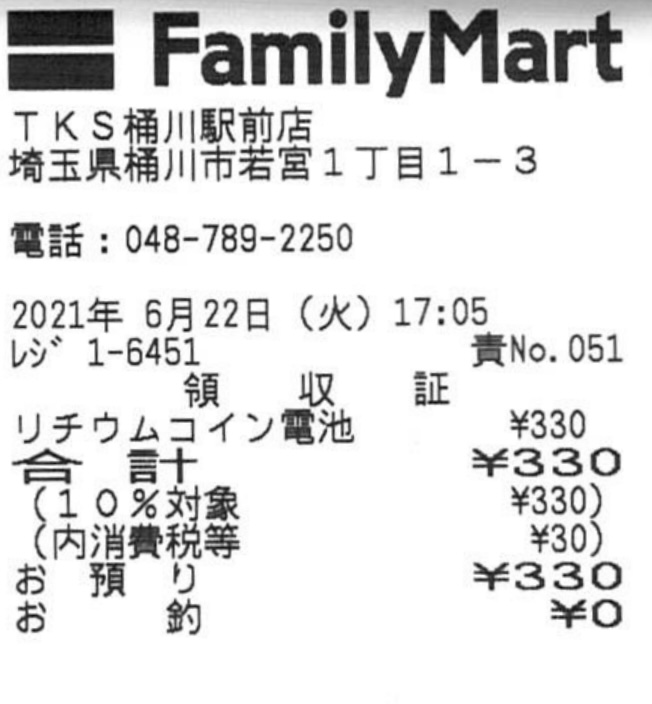 FamilyMart
TKS桶川駅前店
埼玉県桶川市若宮1丁目1-3
電話:048-789-2250
2021年 6月22日 (火) 17:05
レジ 1-6451 責No.051
領 収 証
リチウムコイン電池 ¥330
合 計 ¥330
(10%対象 ¥330)
(内消費税等 ¥30)
お 預 り ¥330
お 釣 ¥0